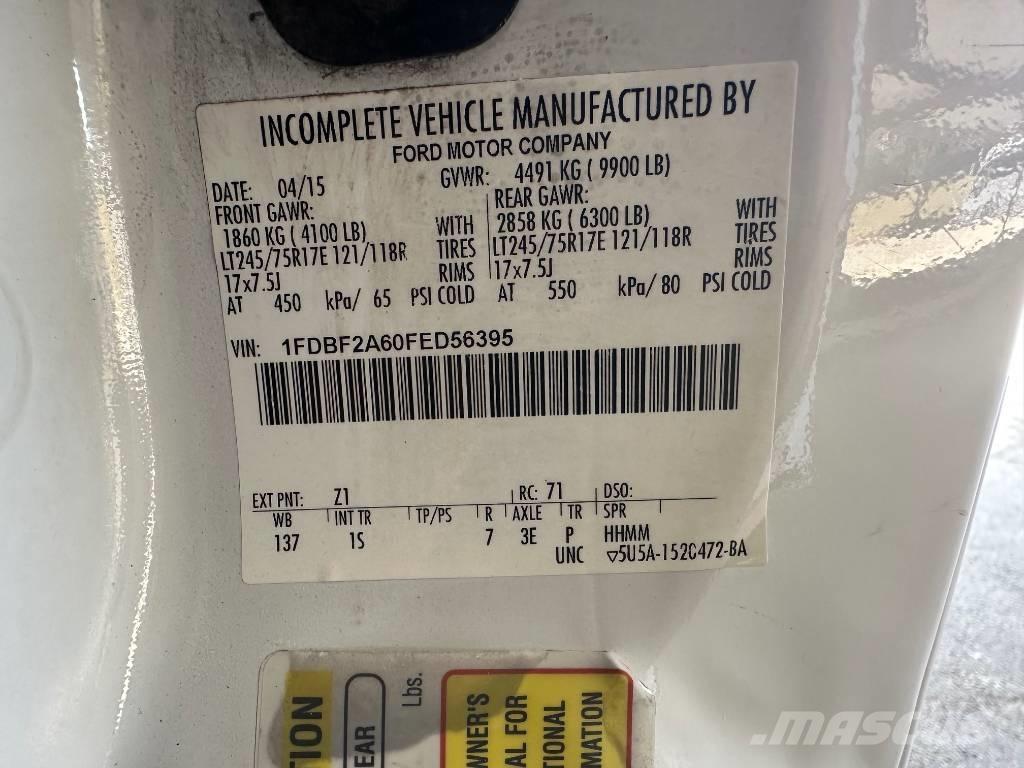 INCOMPLETE VEHICLE MANUFACTURED BY
FORD MOTOR COMPANY
DATE: 04/15 GVWR: 4491 KG ( 9900 LB)
FRONT GAWR: REAR GAWR:
1860 KG ( 4100 LB) WITH 2858 KG ( 6300 LB) WITH
LT245/75R17E 121/118R TIRES LT245/75R17E 121/118R TIRES
17x7.5J RIMS 17x7.5J RIMS
AT 450 kPa/ 65 PSI COLD AT 550 kPa/ 80 PSI COLD
VIN: 1FDBF2A60FED56395
EXT PNT: Z1 RC: 71 DSO:
WB INT TR TP/PS R AXLE TR SPR
137 1S 7 3E P HHMM
UNC ▽5U5A-1520472-BA
TION
EAR
Lbs.
WNER'S
AL FOR
TIONAL
MATION
MASCUS